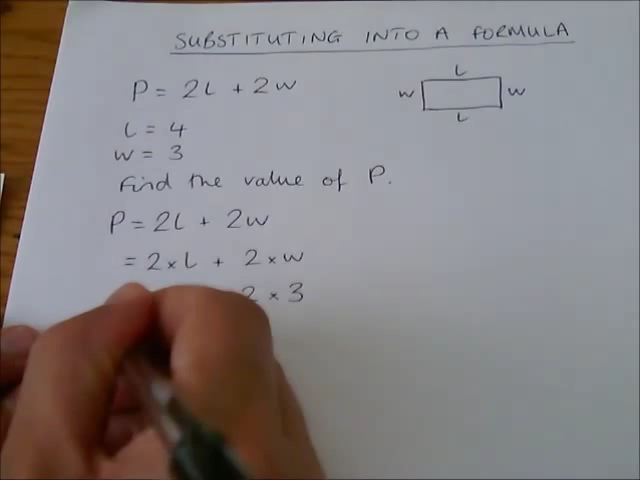 SUBSTITUTING INTO A FORMULA
P = 2L + 2W
L
W W
L
L = 4
W = 3
Find the value of P.
P = 2L + 2W
= 2 × L + 2 × W
2 × 3